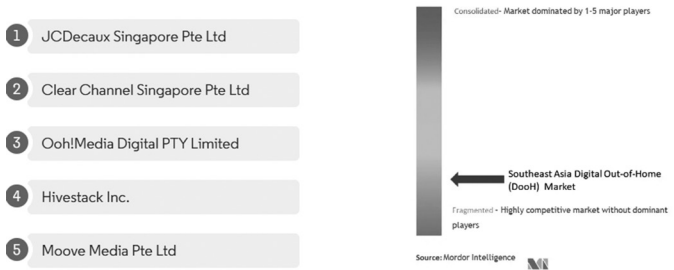 1 JCDecaux Singapore Pte Ltd
2 Clear Channel Singapore Pte Ltd
3 Ooh!Media Digital PTY Limited
4 Hivestack Inc.
5 Moove Media Pte Ltd
Consolidated- Market dominated by 1-5 major players
Southeast Asia Digital Out-of-Home
(DooH) Market
Fragmented - Highly competitive market without dominant
players
Source: Mordor Intelligence